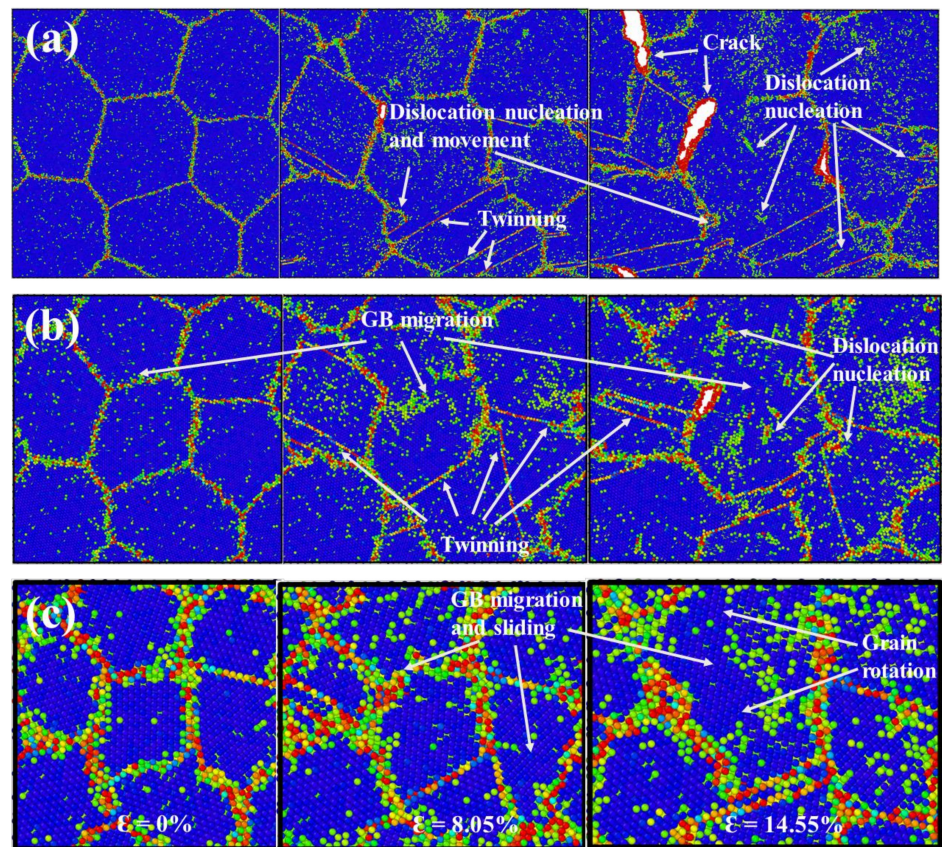 (a)
Crack
Dislocation nucleation
and movement
Dislocation
nucleation
Twinning
(b)
GB migration
Dislocation
nucleation
Twinning
(c)
GB migration
and sliding
Grain
rotation
Ɛ = 0%
Ɛ = 8.05%
Ɛ = 14.55%